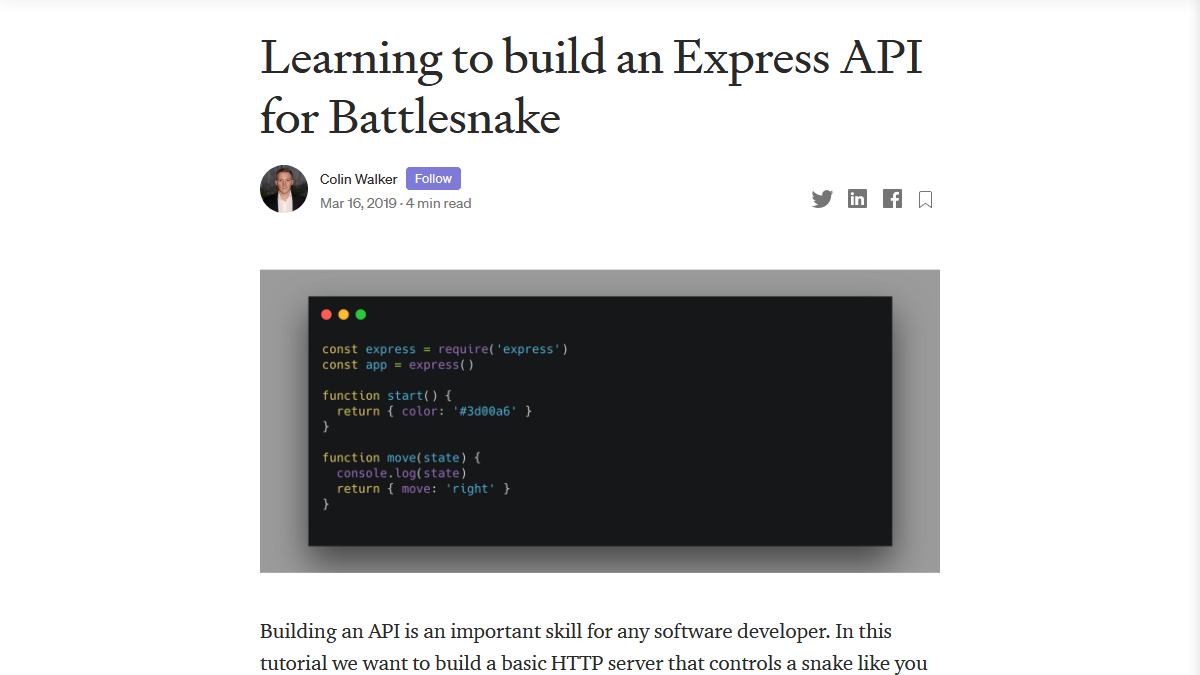 Learning to build an Express API
for Battlesnake
Colin Walker Follow
Mar 16, 2019 · 4 min read
const express = require('express')
const app = express()
function start() {
  return { color: '#3d00a6' }
}
function move(state) {
  console.log(state)
  return { move: 'right' }
}
Building an API is an important skill for any software developer. In this
tutorial we want to build a basic HTTP server that controls a snake like you